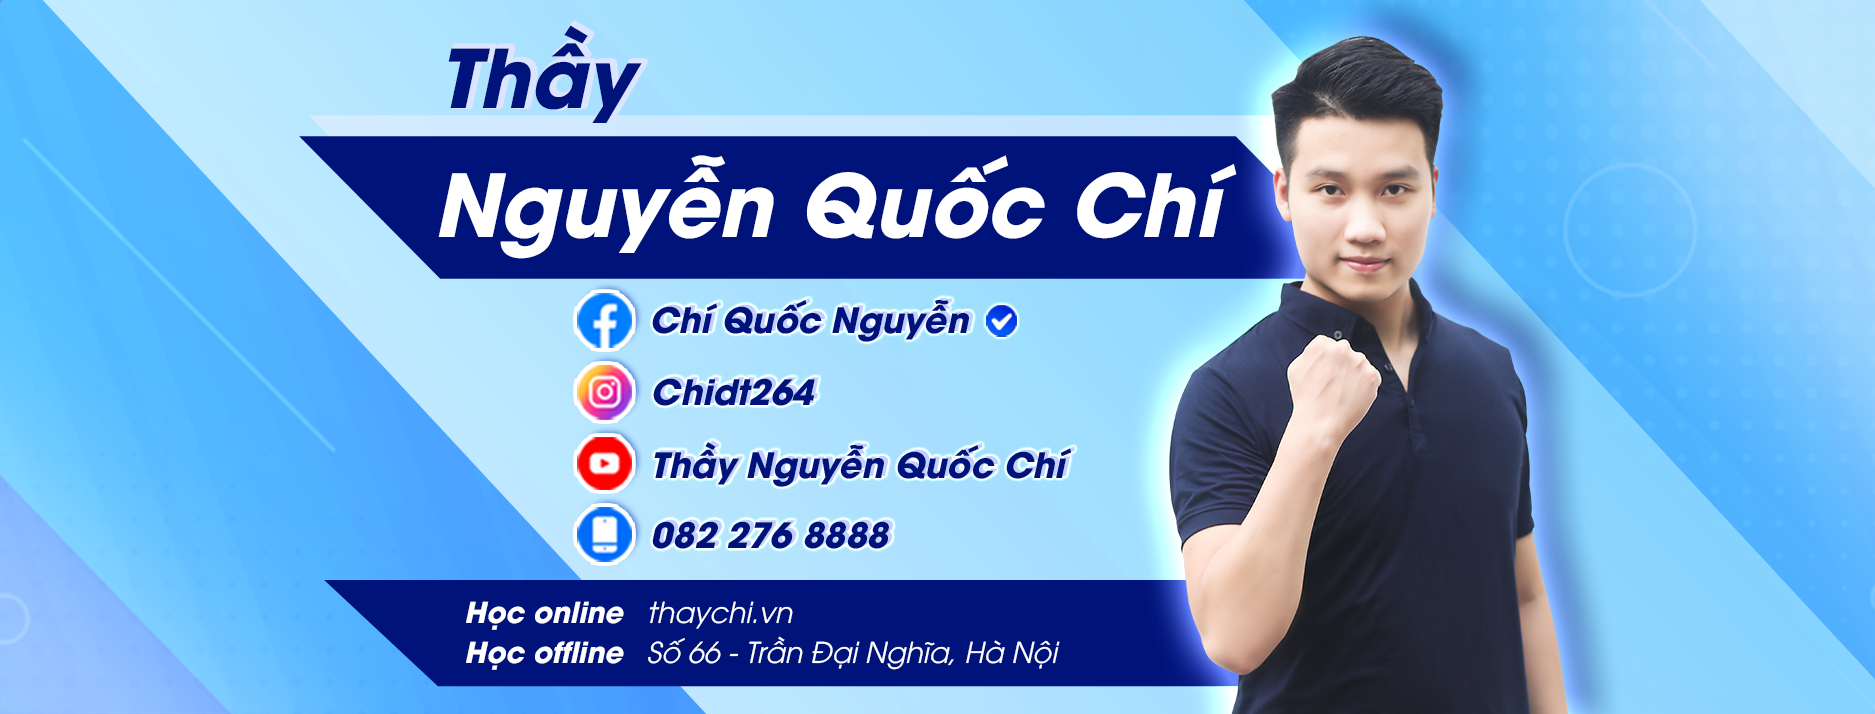 Thầy
Nguyễn Quốc Chí
Chí Quốc Nguyễn
Chidt264
Thầy Nguyễn Quốc Chí
082 276 8888
Học online thaychi.vn
Học offline Số 66 - Trần Đại Nghĩa, Hà Nội